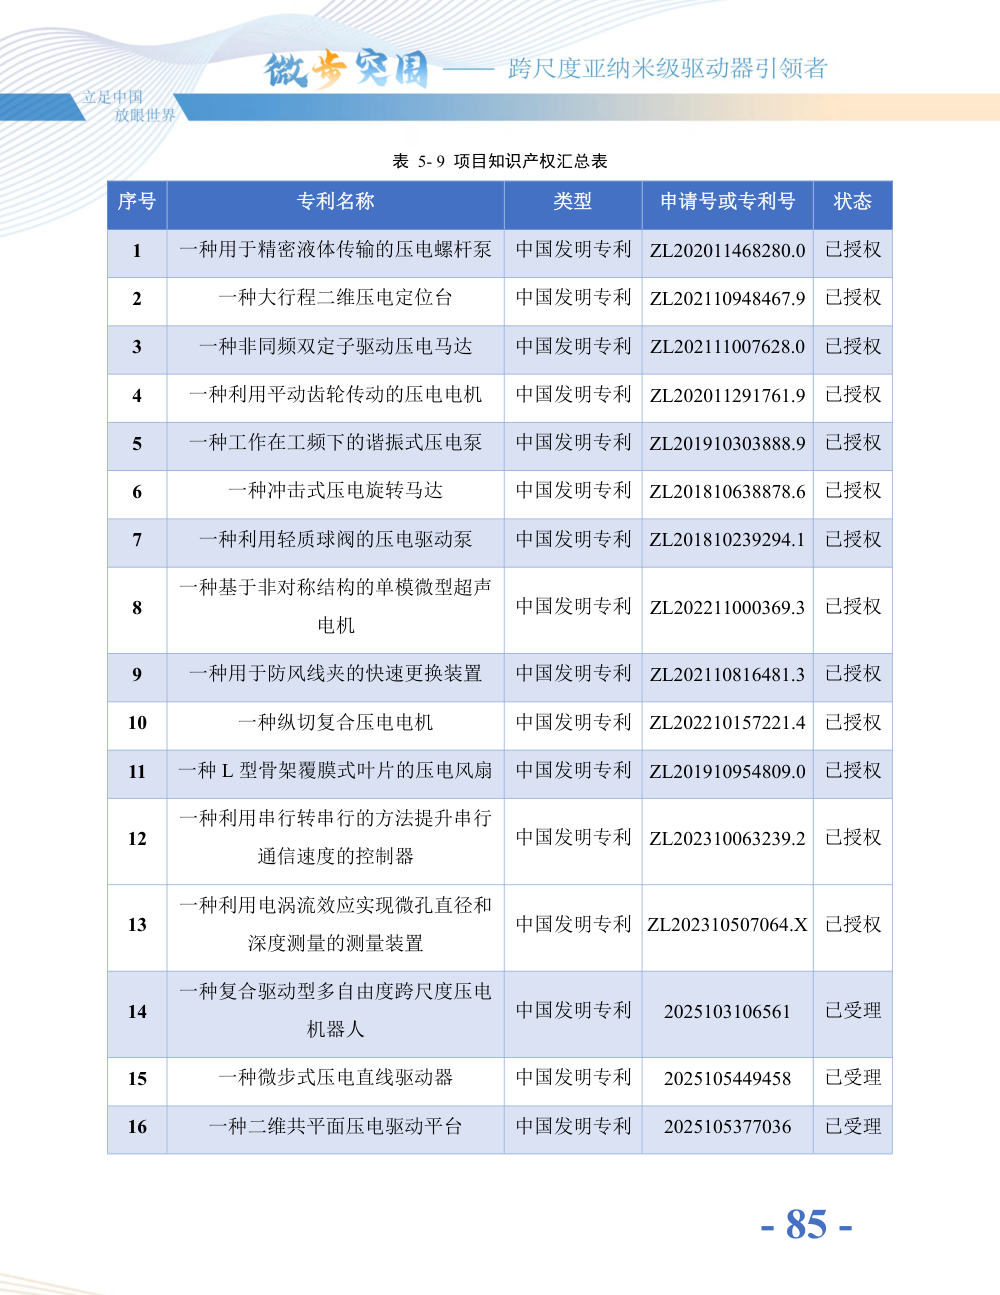 微步突围 —— 跨尺度亚纳米级驱动器引领者
立足中国
放眼世界
表 5- 9 项目知识产权汇总表
序号 专利名称 类型 申请号或专利号 状态
1 一种用于精密液体传输的压电螺杆泵 中国发明专利 ZL202011468280.0 已授权
2 一种大行程二维压电定位台 中国发明专利 ZL202110948467.9 已授权
3 一种非同频双定子驱动压电马达 中国发明专利 ZL202111007628.0 已授权
4 一种利用平动齿轮传动的压电电机 中国发明专利 ZL202011291761.9 已授权
5 一种工作在工频下的谐振式压电泵 中国发明专利 ZL201910303888.9 已授权
6 一种冲击式压电旋转马达 中国发明专利 ZL201810638878.6 已授权
7 一种利用轻质球阀的压电驱动泵 中国发明专利 ZL201810239294.1 已授权
8 一种基于非对称结构的单模微型超声
电机 中国发明专利 ZL202211000369.3 已授权
9 一种用于防风线夹的快速更换装置 中国发明专利 ZL202110816481.3 已授权
10 一种纵切复合压电电机 中国发明专利 ZL202210157221.4 已授权
11 一种 L 型骨架覆膜式叶片的压电风扇 中国发明专利 ZL201910954809.0 已授权
12 一种利用串行转串行的方法提升串行
通信速度的控制器 中国发明专利 ZL202310063239.2 已授权
13 一种利用电涡流效应实现微孔直径和
深度测量的测量装置 中国发明专利 ZL202310507064.X 已授权
14 一种复合驱动型多自由度跨尺度压电
机器人 中国发明专利 2025103106561 已受理
15 一种微步式压电直线驱动器 中国发明专利 2025105449458 已受理
16 一种二维共平面压电驱动平台 中国发明专利 2025105377036 已受理
- 85 -